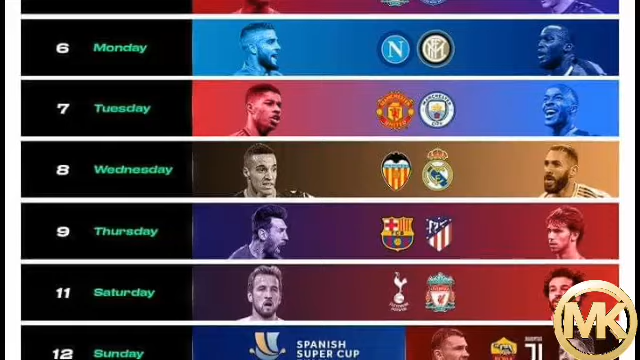 6 Monday
7 Tuesday
8 Wednesday
9 Thursday
11 Saturday
12 Sunday
SPANISH
SUPER CUP
MK